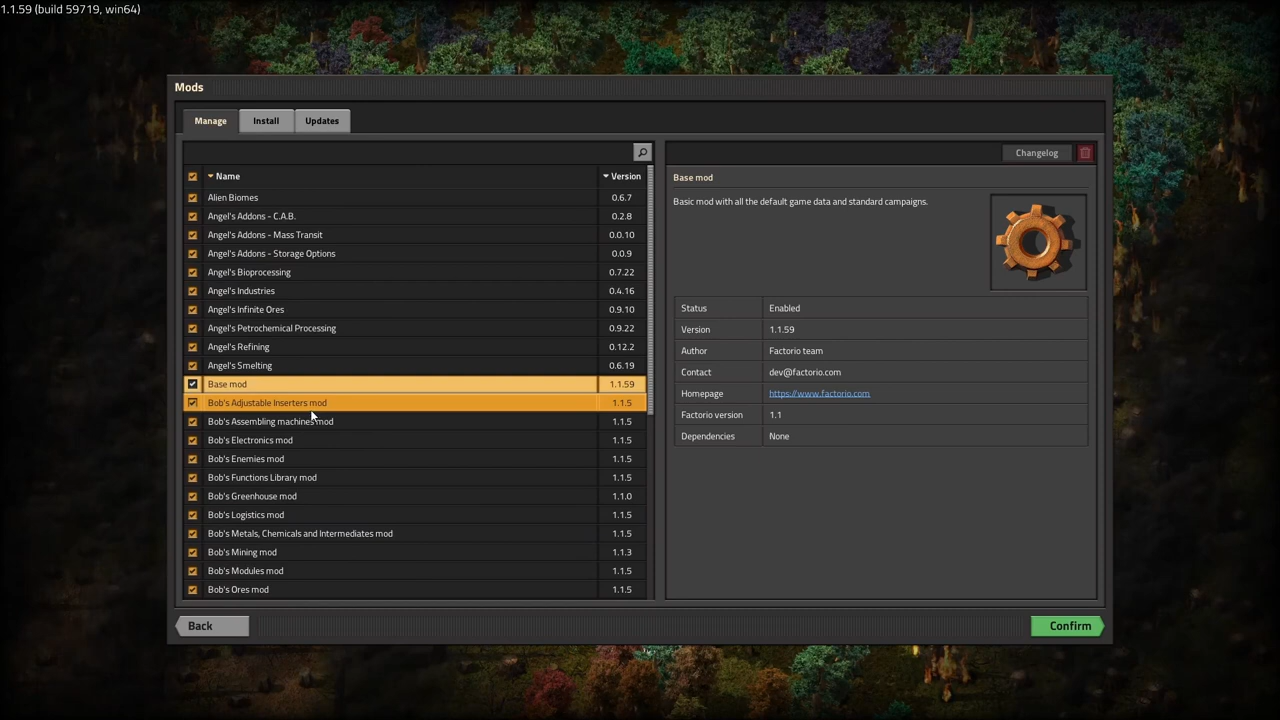 1.1.59 (build 59719, win64)
Mods
Manage Install Updates
Name Version
Alien Biomes 0.6.7
Angel's Addons - C.A.B. 0.2.8
Angel's Addons - Mass Transit 0.0.10
Angel's Addons - Storage Options 0.0.9
Angel's Bioprocessing 0.7.22
Angel's Industries 0.4.16
Angel's Infinite Ores 0.9.10
Angel's Petrochemical Processing 0.9.22
Angel's Refining 0.12.2
Angel's Smelting 0.6.19
Base mod 1.1.59
Bob's Adjustable Inserters mod 1.1.5
Bob's Assembling machines mod 1.1.5
Bob's Electronics mod 1.1.5
Bob's Enemies mod 1.1.5
Bob's Functions Library mod 1.1.5
Bob's Greenhouse mod 1.1.0
Bob's Logistics mod 1.1.5
Bob's Metals, Chemicals and Intermediates mod 1.1.5
Bob's Mining mod 1.1.3
Bob's Modules mod 1.1.5
Bob's Ores mod 1.1.5
Changelog
Base mod
Basic mod with all the default game data and standard campaigns.
Status Enabled
Version 1.1.59
Author Factorio team
Contact dev@factorio.com
Homepage https://www.factorio.com
Factorio version 1.1
Dependencies None
Back Confirm